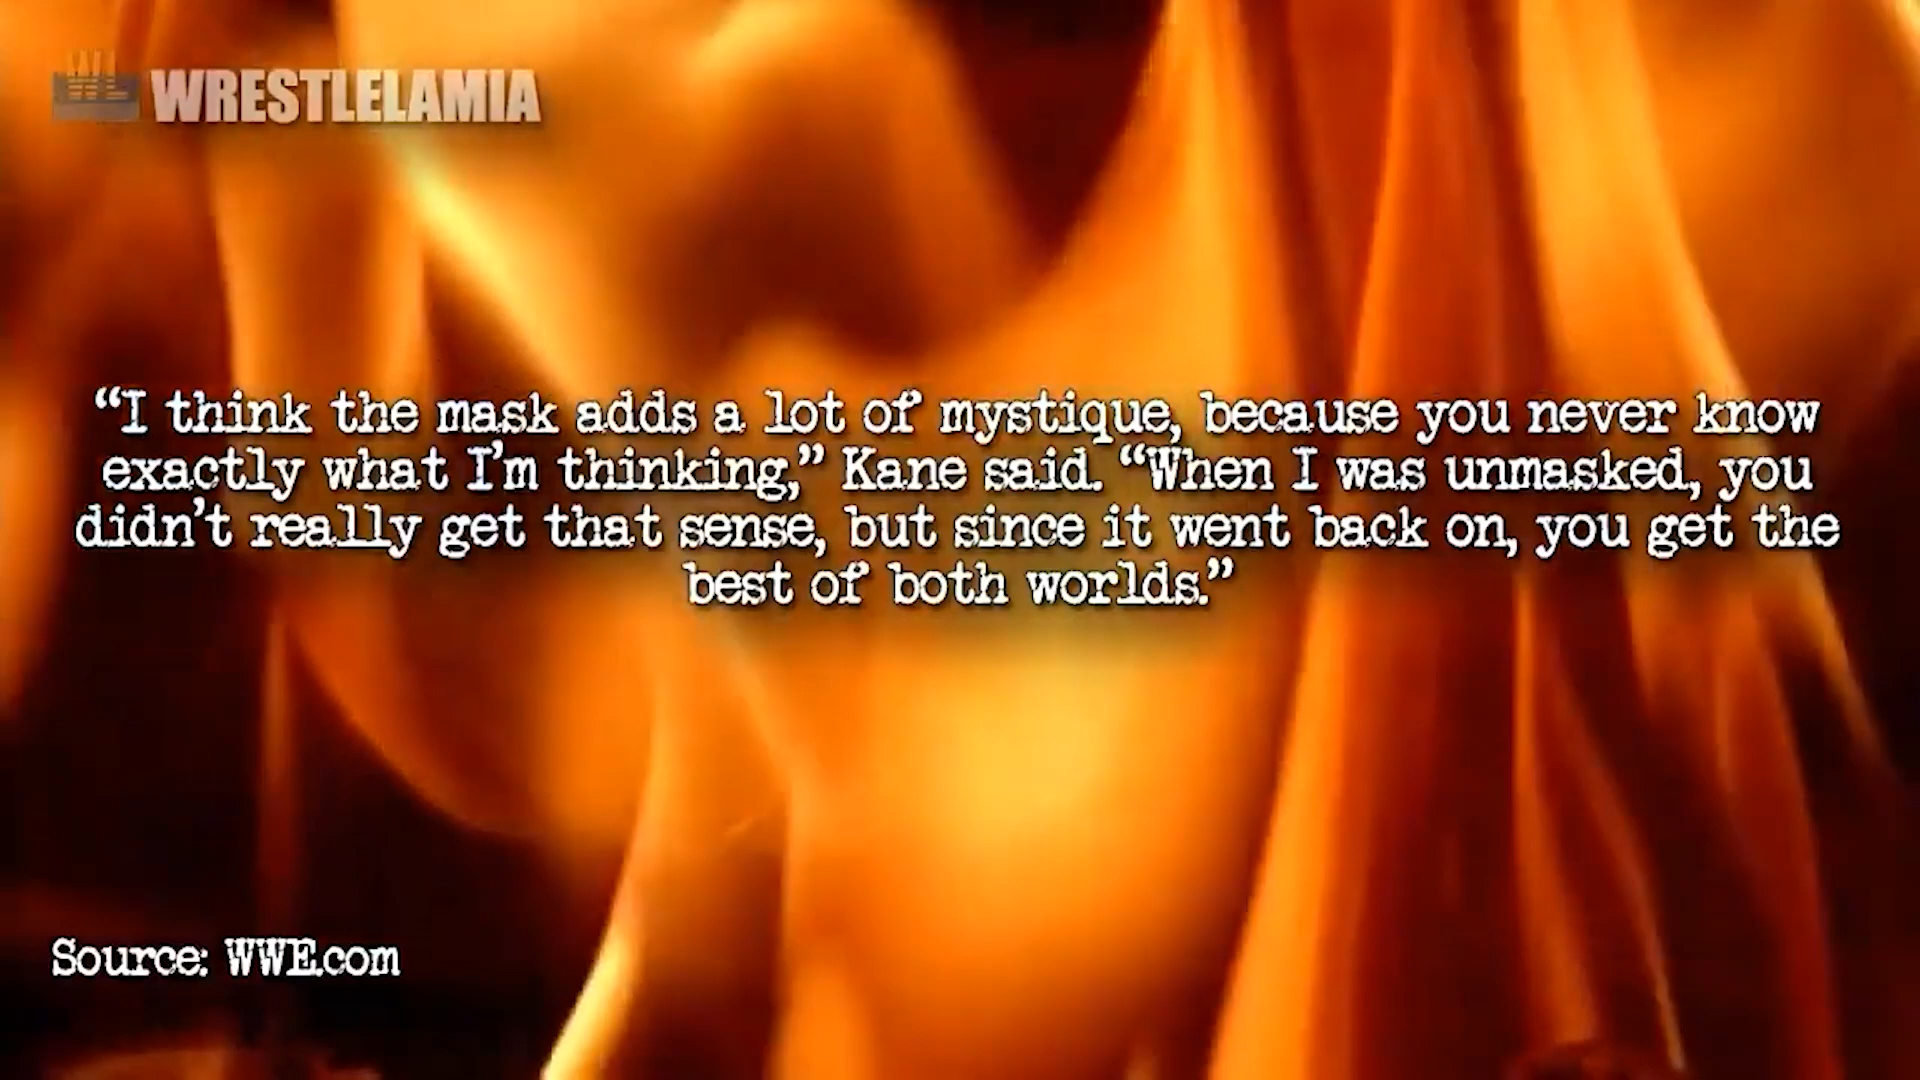 WRESTLELAMIA
“I think the mask adds a lot of mystique, because you never know
exactly what I’m thinking,” Kane said. “When I was unmasked, you
didn’t really get that sense, but since it went back on, you get the
best of both worlds.”
Source: WWE.com